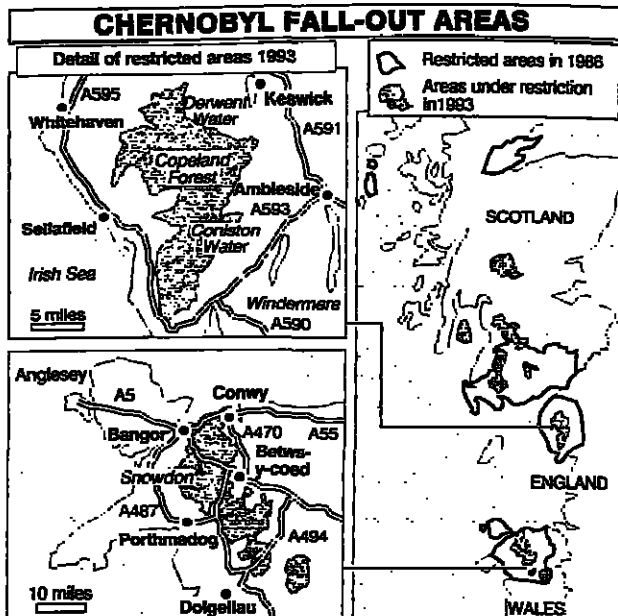 CHERNOBYL FALL-OUT AREAS
Detail of restricted areas 1993
A595
Derwent
Water
Keswick
Whitehaven
A591
Copeland
Forest
Ambleside
A593
Sellafield
Coniston
Water
Irish Sea
Windermere
5 miles
A590
Anglesey
A5
Conwy
Bangor
A470
A55
Betws-
y-coed
Snowdon
A487
Porthmadog
A494
10 miles
Dolgellau
Restricted areas in 1986
Areas under restriction
in1993
SCOTLAND
ENGLAND
WALES